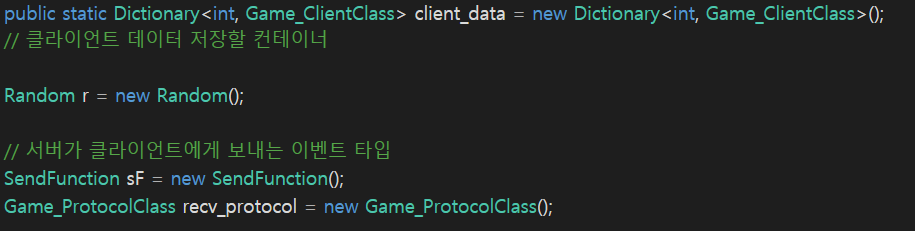 public static Dictionary<int, Game_ClientClass> client_data = new Dictionary<int, Game_ClientClass>();
// 클라이언트 데이터 저장할 컨테이너
Random r = new Random();
// 서버가 클라이언트에게 보내는 이벤트 타입
SendFunction sF = new SendFunction();
Game_ProtocolClass recv_protocol = new Game_ProtocolClass();